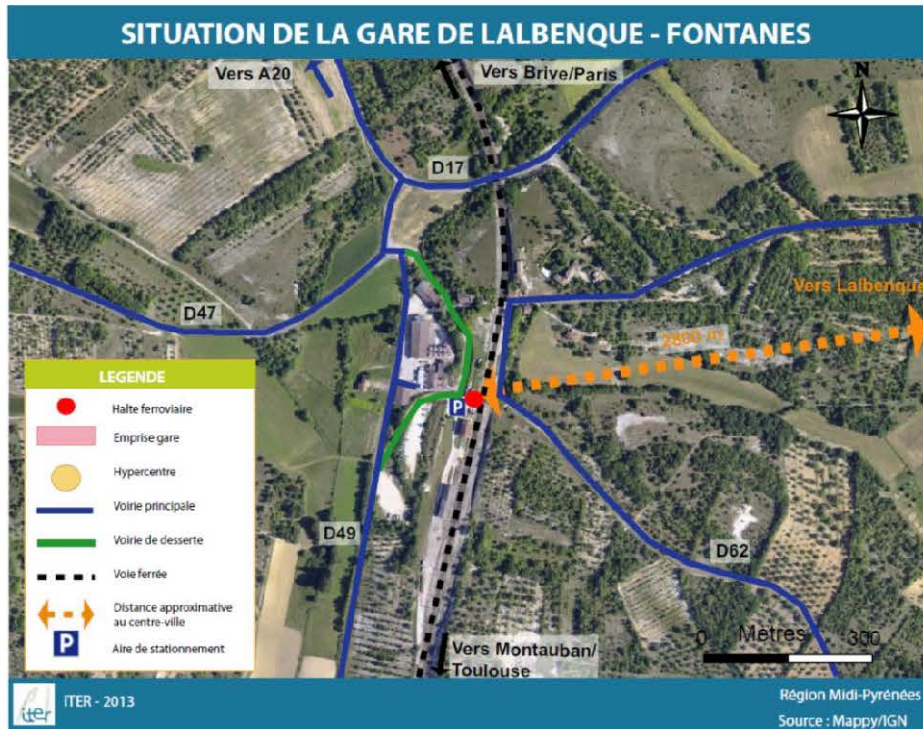 SITUATION DE LA GARE DE LALBENQUE - FONTANES
Vers A20
Vers Brive/Paris
N
D17
D47
Vers Lalbenque
2800 m
P
LEGENDE
Halte ferroviaire
Emprise gare
Hypercentre
Voirie principale
Voirie de desserte
Voie ferrée
Distance approximative
au centre-ville
P
Aire de stationnement
D49
D62
Vers Montauban/
Toulouse
0 Metres 300
iter
ITER - 2013
Région Midi-Pyrénées
Source : Mappy/IGN